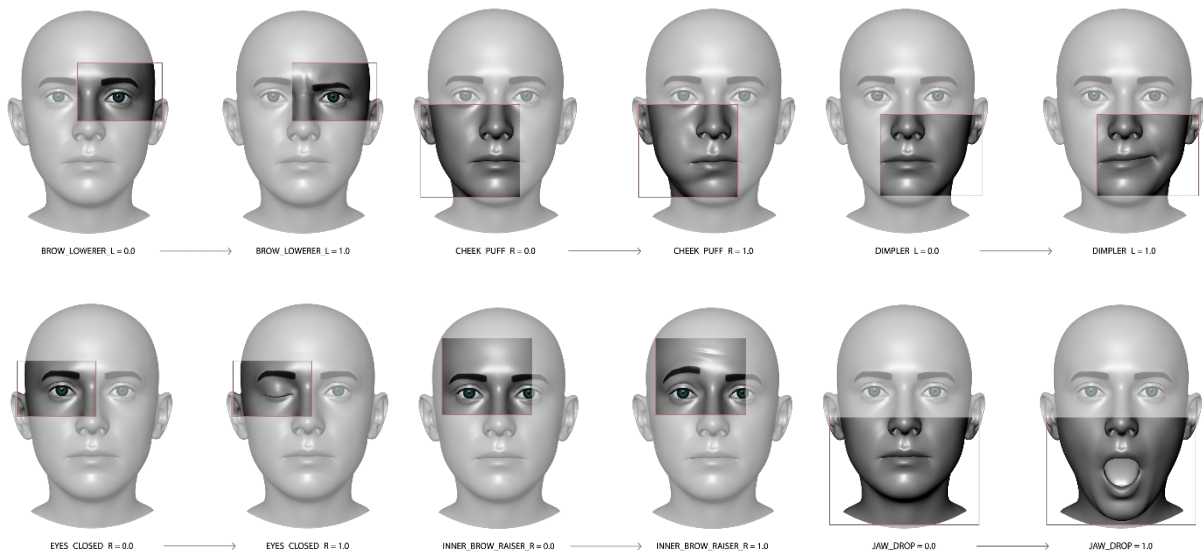 BROW_LOWERER_L = 0.0
BROW_LOWERER_L = 1.0
CHEEK_PUFF_R = 0.0
CHEEK_PUFF_R = 1.0
DIMPLER_L = 0.0
DIMPLER_L = 1.0
EYES_CLOSED_R = 0.0
EYES_CLOSED_R = 1.0
INNER_BROW_RAISER_R = 0.0
INNER_BROW_RAISER_R = 1.0
JAW_DROP = 0.0
JAW_DROP = 1.0